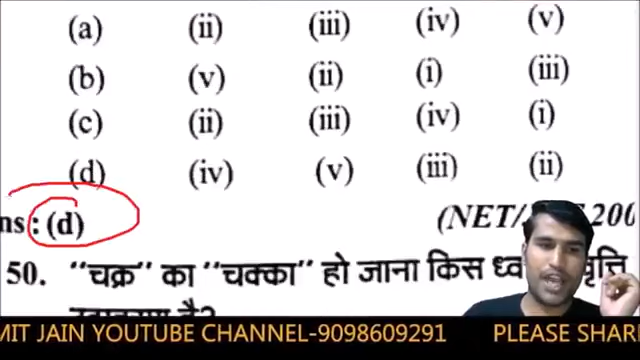 (a) (ii) (iii) (iv) (v)
(b) (v) (ii) (i) (iii)
(c) (ii) (iii) (iv) (i)
(d) (iv) (v) (iii) (ii)
ns : (d) (NET/ 200
50. "चक्र" का "चक्का" हो जाना किस
MIT JAIN YOUTUBE CHANNEL-9098609291 PLEASE SHAR